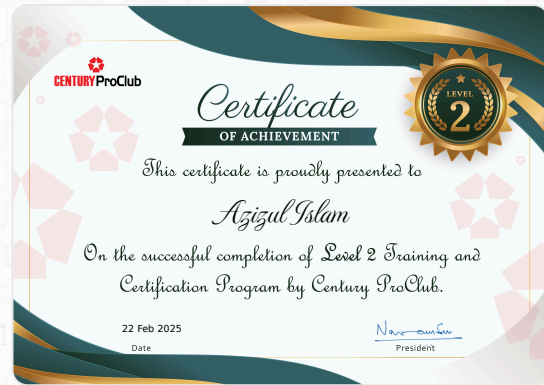 CENTURY ProClub
LEVEL
2
Certificate
OF ACHIEVEMENT
This certificate is proudly presented to
Azizul Islam
On the successful completion of Level 2 Training and
Certification Program by Century ProClub.
22 Feb 2025
Date
President